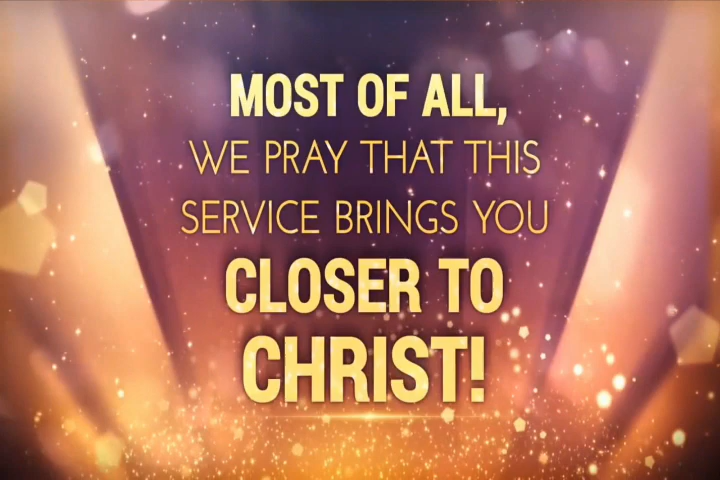 MOST OF ALL,
WE PRAY THAT THIS
SERVICE BRINGS YOU
CLOSER TO
CHRIST!